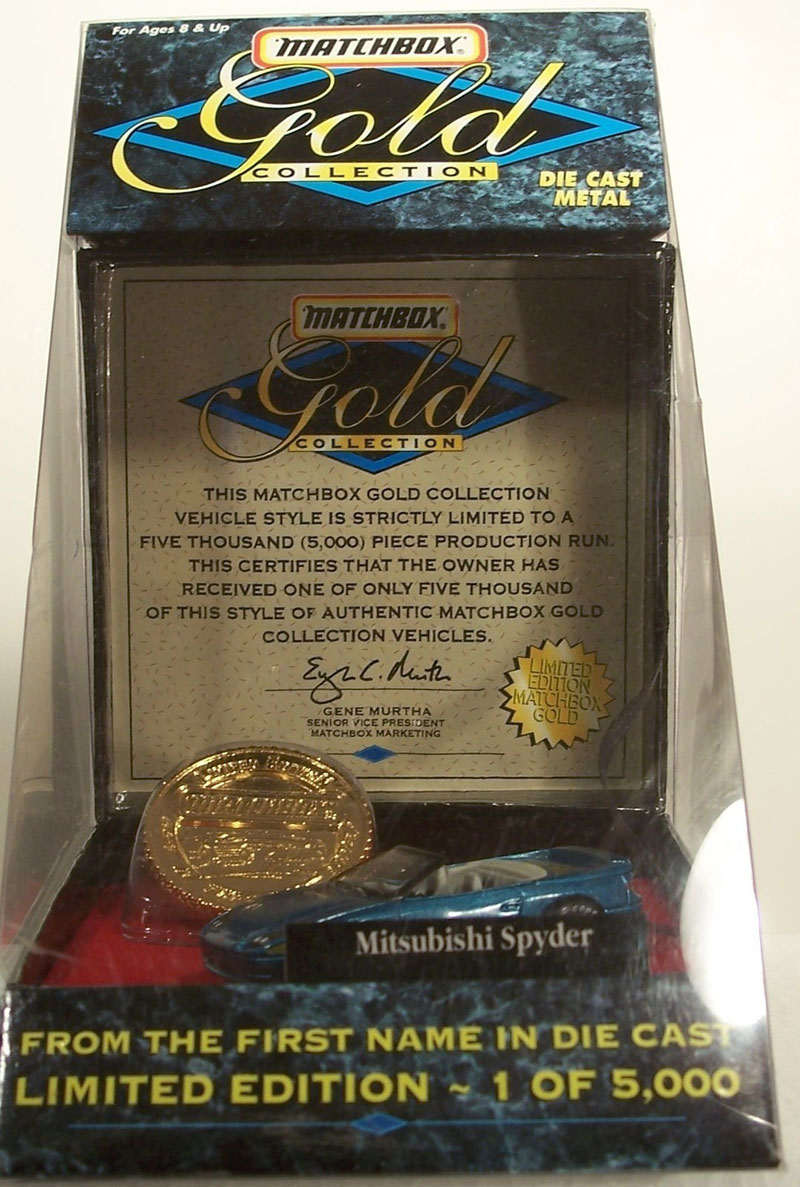 For Ages 8 & Up
MATCHBOX®
Gold
COLLECTION
DIE CAST
METAL
MATCHBOX®
Gold
COLLECTION
THIS MATCHBOX GOLD COLLECTION
VEHICLE STYLE IS STRICTLY LIMITED TO A
FIVE THOUSAND (5,000) PIECE PRODUCTION RUN.
THIS CERTIFIES THAT THE OWNER HAS
RECEIVED ONE OF ONLY FIVE THOUSAND
OF THIS STYLE OF AUTHENTIC MATCHBOX GOLD
COLLECTION VEHICLES.
GENE MURTHA
SENIOR VICE PRESIDENT
MATCHBOX MARKETING
LIMITED
EDITION
MATCHBOX
GOLD
MATCHBOX
Mitsubishi Spyder
FROM THE FIRST NAME IN DIE CAST
LIMITED EDITION ~ 1 OF 5,000